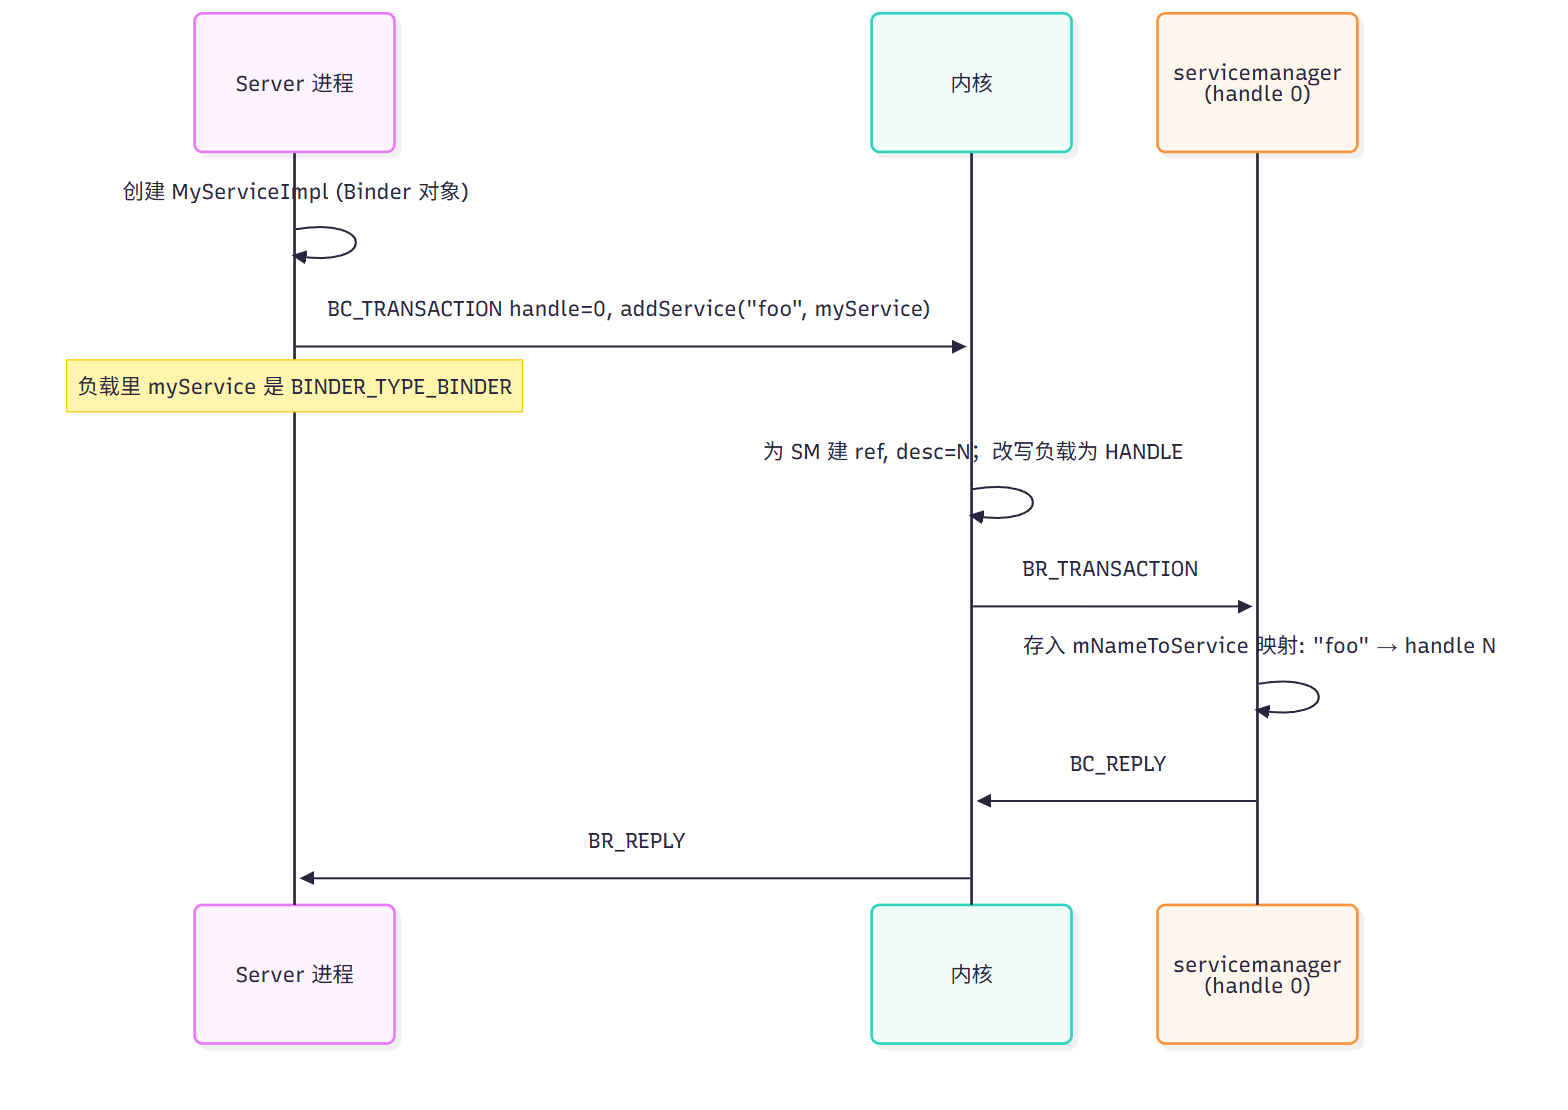 Server 进程
内核
servicemanager
(handle 0)
创建 MyServiceImpl (Binder 对象)
BC_TRANSACTION handle=0, addService("foo", myService)
负载里 myService 是 BINDER_TYPE_BINDER
为 SM 建 ref, desc=N；改写负载为 HANDLE
BR_TRANSACTION
存入 mNameToService 映射: "foo" → handle N
BC_REPLY
BR_REPLY
Server 进程
内核
servicemanager
(handle 0)